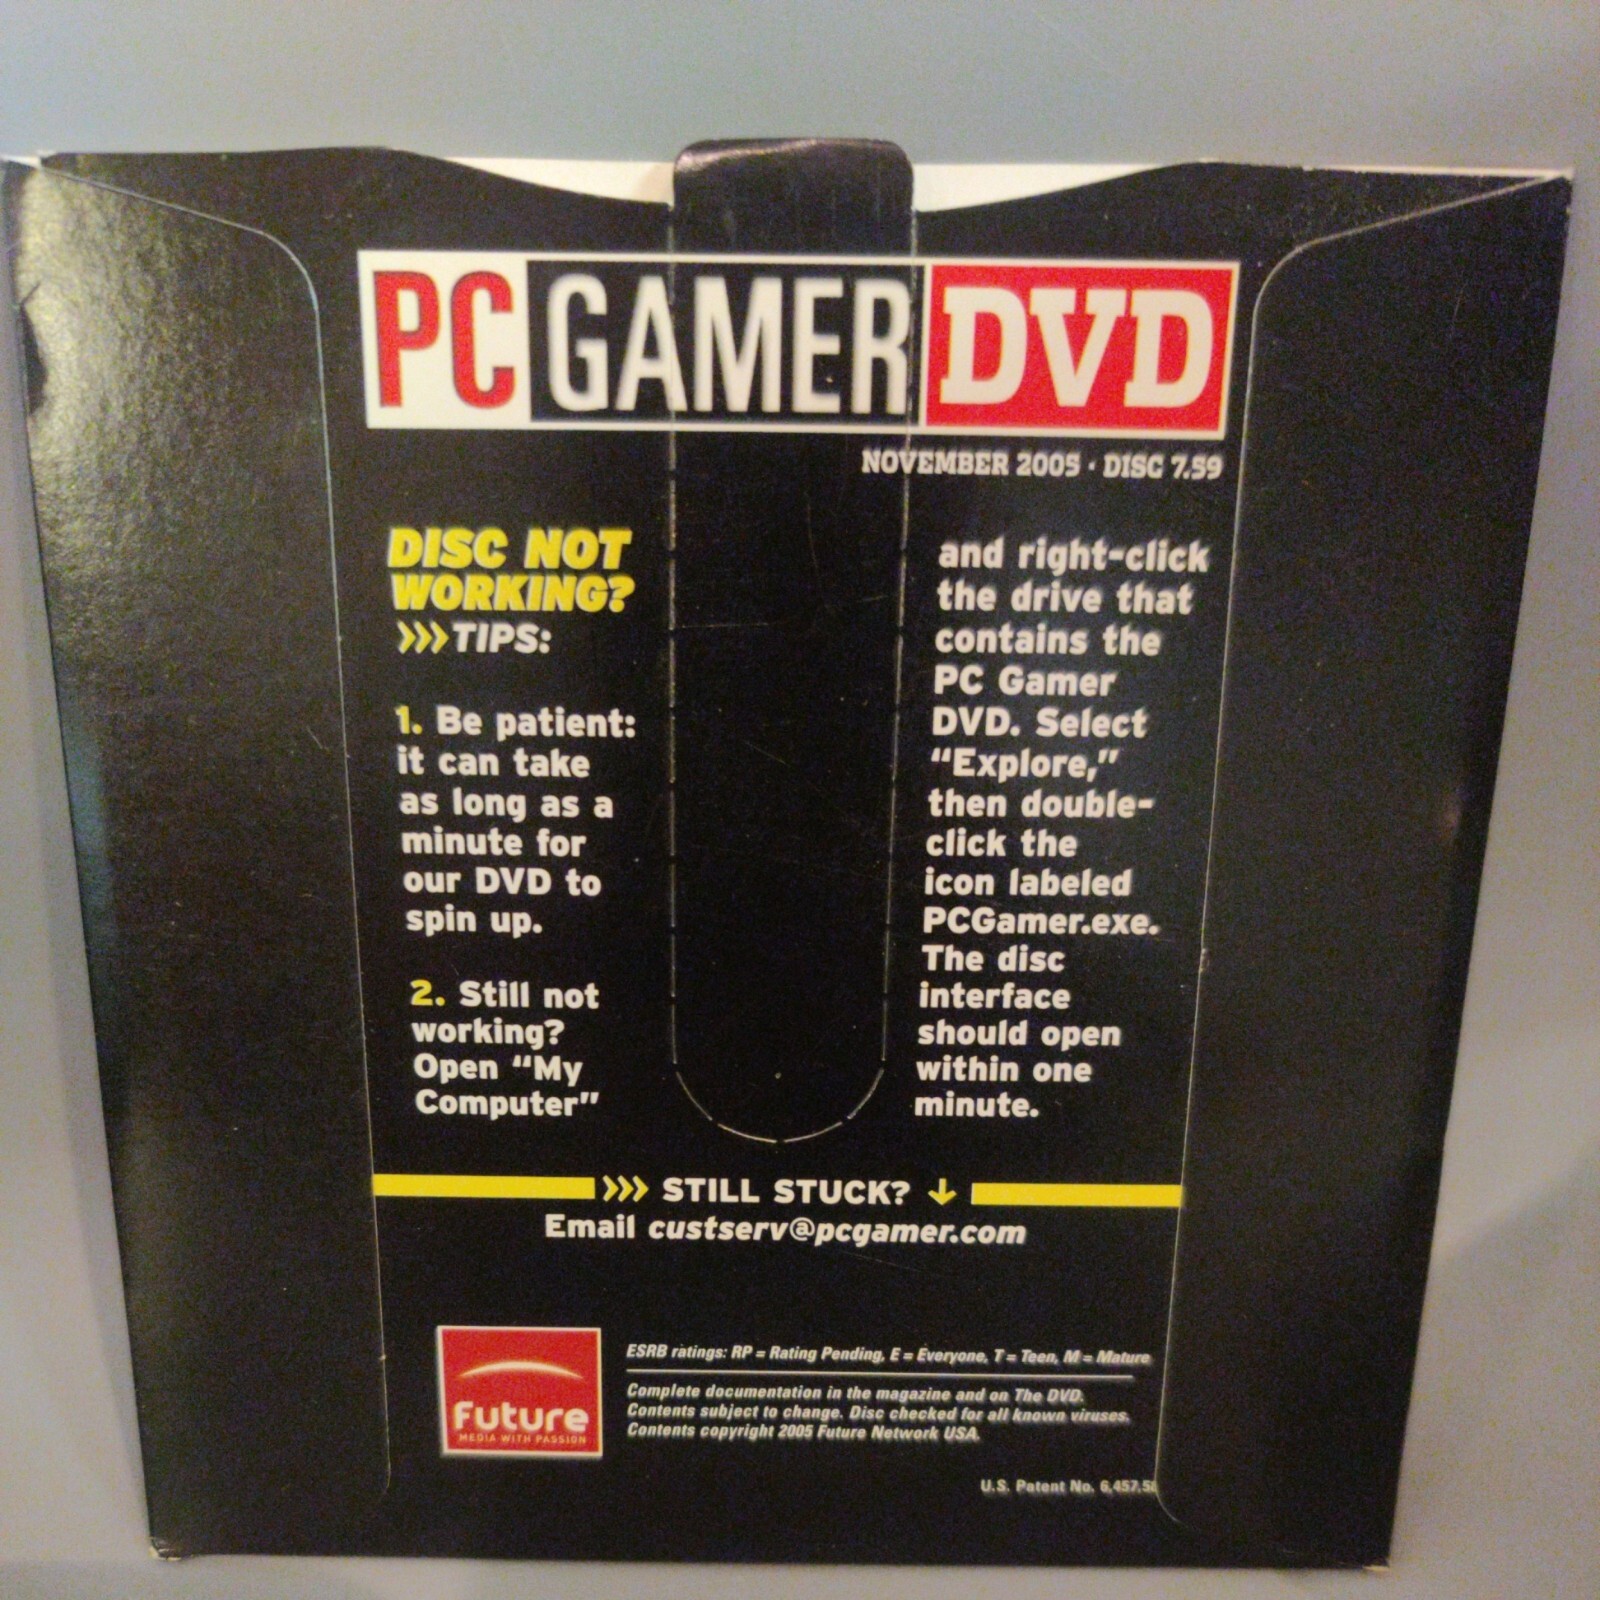 PC GAMER DVD
NOVEMBER 2005 · DISC 7.59
DISC NOT
WORKING?
>>>TIPS:
1. Be patient:
it can take
as long as a
minute for
our DVD to
spin up.
2. Still not
working?
Open “My
Computer”
and right-click
the drive that
contains the
PC Gamer
DVD. Select
“Explore,”
then double-
click the
icon labeled
PCGamer.exe.
The disc
interface
should open
within one
minute.
>>> STILL STUCK? ↓
Email custserv@pcgamer.com
Future
MEDIA WITH PASSION
ESRB ratings: RP = Rating Pending, E = Everyone, T = Teen, M = Mature
Complete documentation in the magazine and on The DVD.
Contents subject to change. Disc checked for all known viruses.
Contents copyright 2005 Future Network USA.
U.S. Patent No.